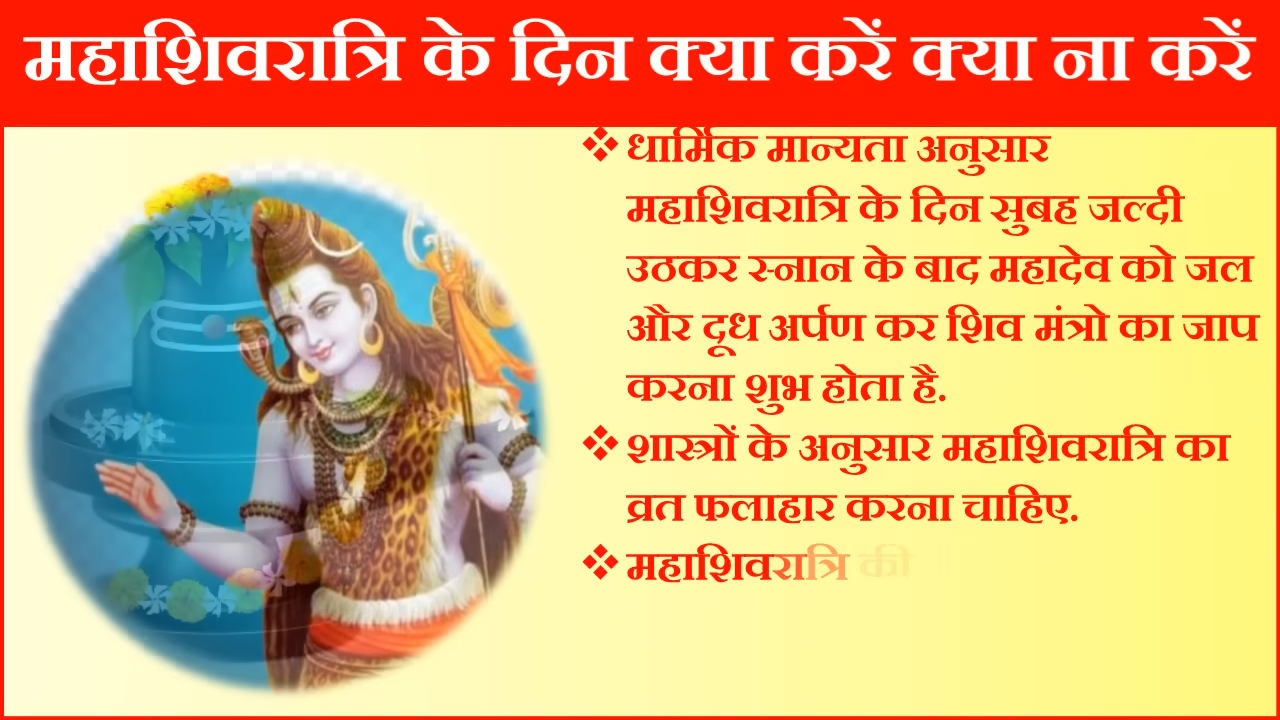 महाशिवरात्रि के दिन क्या करें क्या ना करें
❖ धार्मिक मान्यता अनुसार
महाशिवरात्रि के दिन सुबह जल्दी
उठकर स्नान के बाद महादेव को जल
और दूध अर्पण कर शिव मंत्रो का जाप
करना शुभ होता है.
❖ शास्त्रों के अनुसार महाशिवरात्रि का
व्रत फलाहार करना चाहिए.
❖ महाशिवरात्रि की